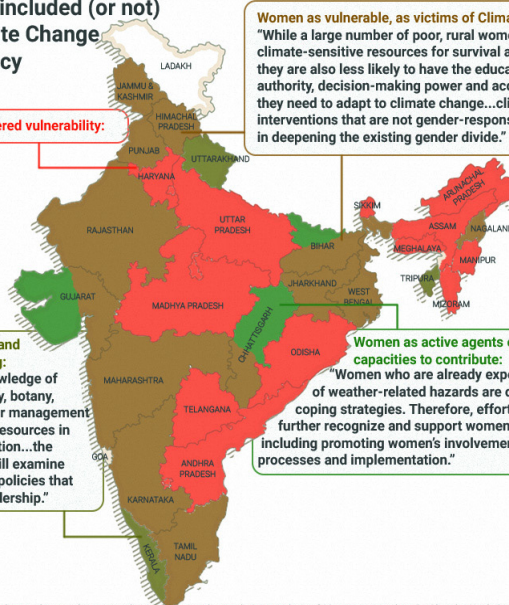 included (or not)
te Change
cy
Women as vulnerable, as victims of Clima
"While a large number of poor, rural wome
climate-sensitive resources for survival a
they are also less likely to have the educa
authority, decision-making power and acc
they need to adapt to climate change...cli
interventions that are not gender-respons
in deepening the existing gender divide."
ered vulnerability:
LADAKH
JAMMU &
KASHMIR
HIMACHAL
PRADESH
PUNJAB
UTTARAKHAND
HARYANA
RAJASTHAN
UTTAR
PRADESH
BIHAR
SIKKIM
ARUNACHAL
PRADESH
ASSAM
NAGALAN
MEGHALAYA
MANIPUR
TRIPURA
MIZORAM
GUJARAT
MADHYA PRADESH
JHARKHAND
WEST
BENGAL
CHHATTISGARH
ODISHA
MAHARASHTRA
TELANGANA
GOA
ANDHRA
PRADESH
KARNATAKA
KERALA
TAMIL
NADU
Women as active agents
capacities to contribute:
"Women who are already expe
of weather-related hazards are
coping strategies. Therefore, effort
further recognize and support women
including promoting women's involveme
processes and implementation."
and
g:
wledge of
y, botany,
r management
resources in
tion...the
ill examine
policies that
dership."